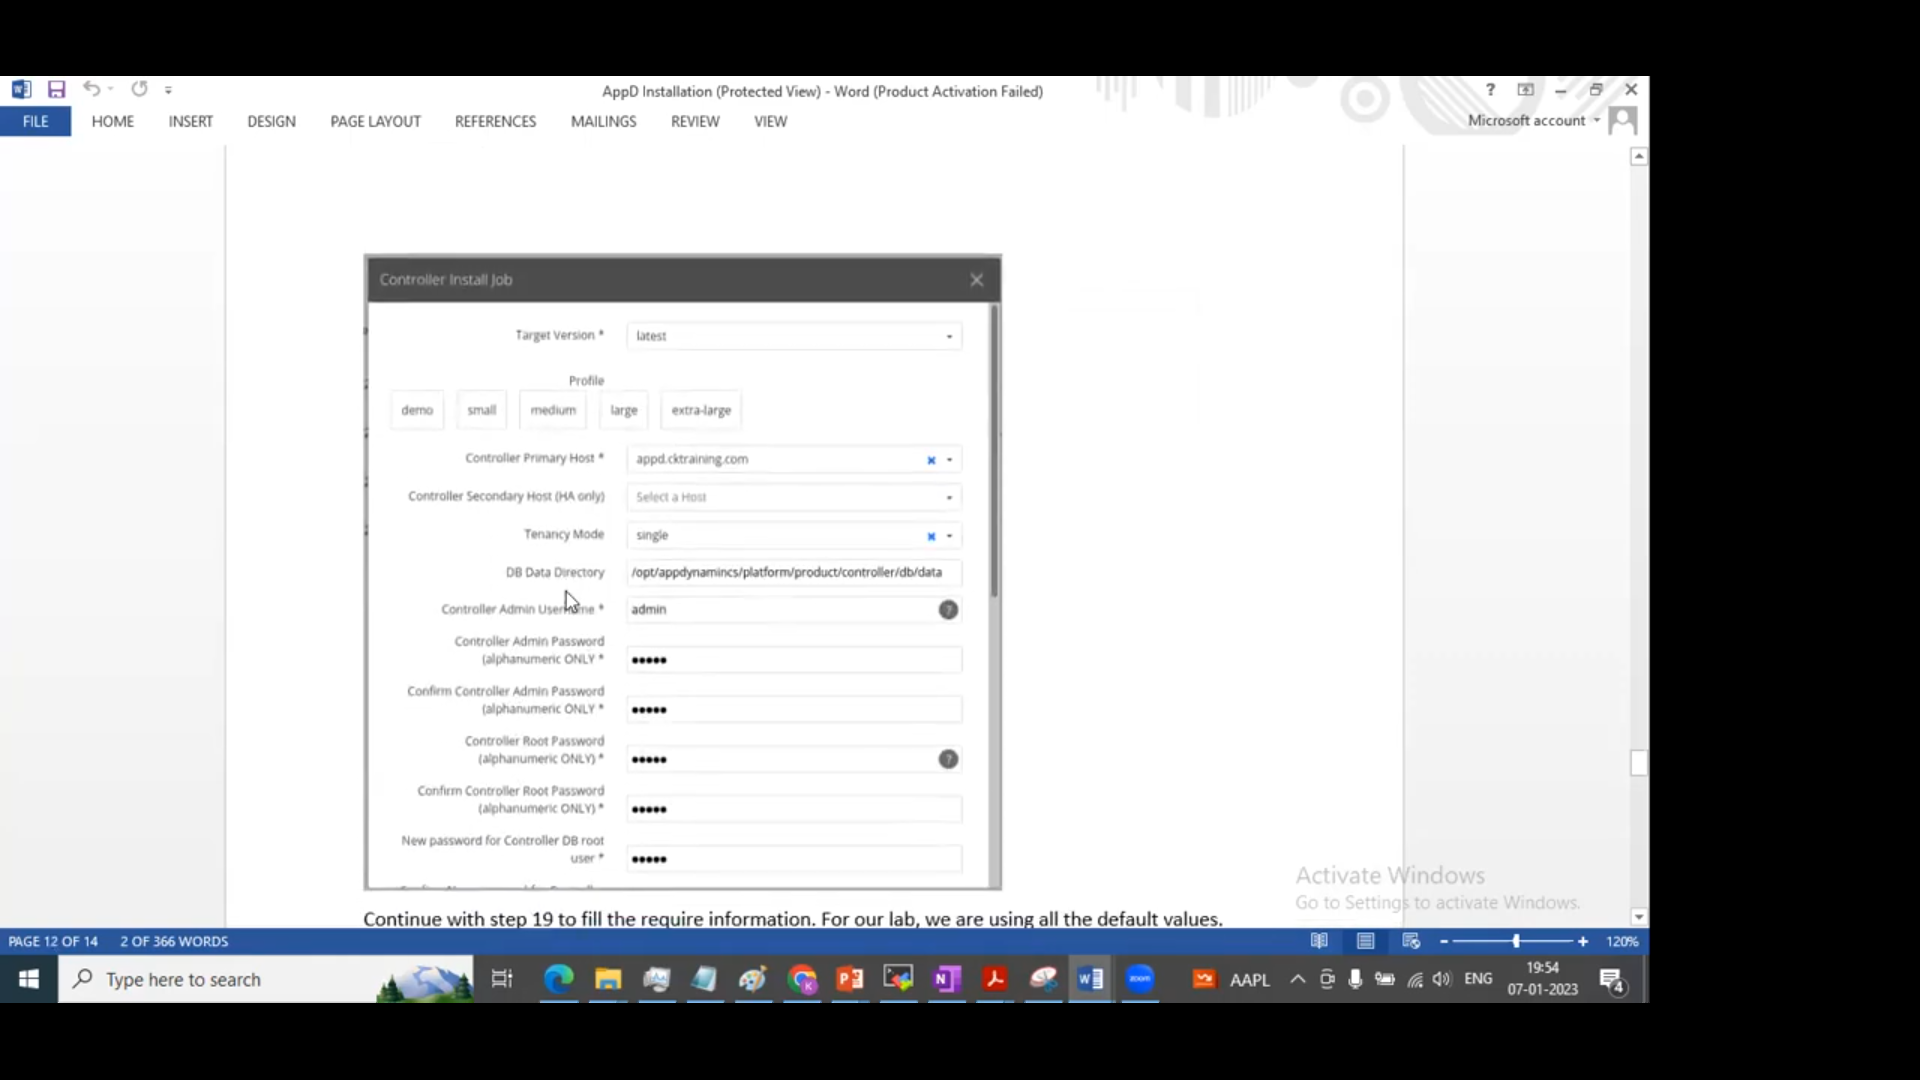 AppD Installation (Protected View) - Word (Product Activation Failed)
?
FILE HOME INSERT DESIGN PAGE LAYOUT REFERENCES MAILINGS REVIEW VIEW Microsoft account
Controller Install Job
Target Version * latest
Profile
demo small medium large extra-large
Controller Primary Host * appd.cktraining.com
Controller Secondary Host (HA only) Select a Host
Tenancy Mode single
DB Data Directory /opt/appdynamincs/platform/product/controller/db/data
Controller Admin Username * admin ?
Controller Admin Password
(alphanumeric ONLY * •••••
Confirm Controller Admin Password
(alphanumeric ONLY * •••••
Controller Root Password
(alphanumeric ONLY) * ••••• ?
Confirm Controller Root Password
(alphanumeric ONLY) * •••••
New password for Controller DB root
user * •••••
Activate Windows
Go to Settings to activate Windows.
Continue with step 19 to fill the require information. For our lab, we are using all the default values.
PAGE 12 OF 14 2 OF 366 WORDS 120%
Type here to search zoom AAPL ENG 19:54
07-01-2023 4